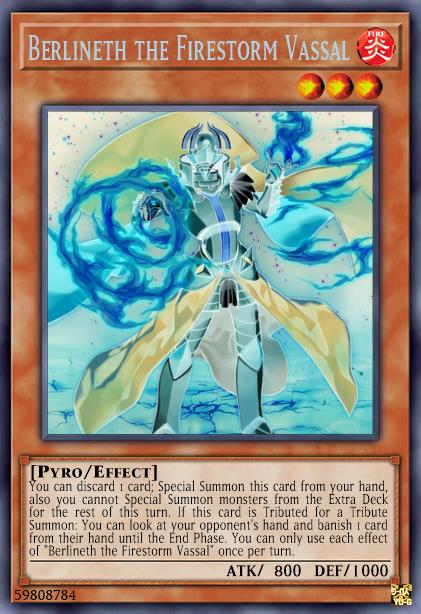 BERLINETH THE FIRESTORM VASSAL
FIRE
炎
[PYRO/EFFECT]
You can discard 1 card; Special Summon this card from your hand,
also you cannot Special Summon monsters from the Extra Deck
for the rest of this turn. If this card is Tributed for a Tribute
Summon: You can look at your opponent's hand and banish 1 card
from their hand until the End Phase. You can only use each effect
of "Berlineth the Firestorm Vassal" once per turn.
ATK/ 800 DEF/1000
59808784